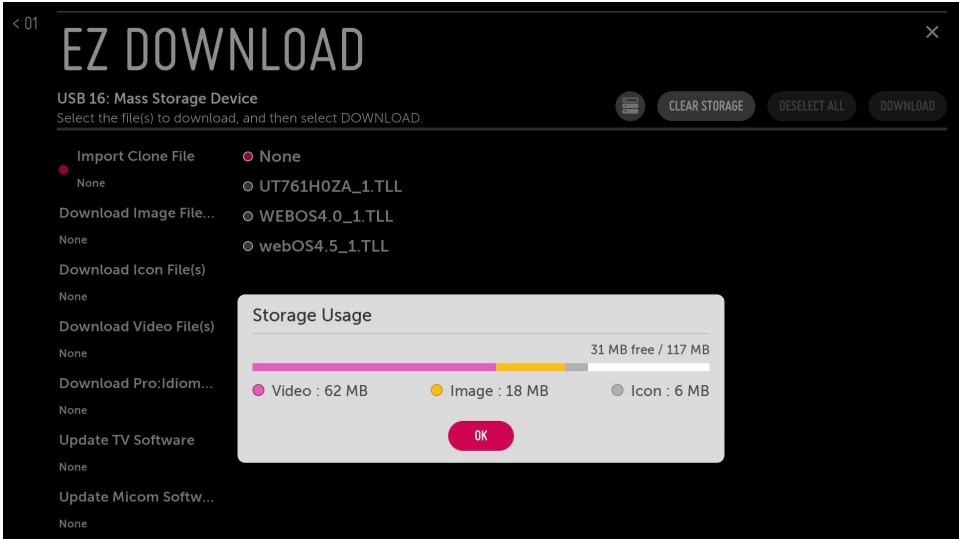 < 01
EZ DOWNLOAD
USB 16: Mass Storage Device
Select the file(s) to download, and then select DOWNLOAD.
CLEAR STORAGE
DESELECT ALL
DOWNLOAD
Import Clone File
None
Download Image File...
None
Download Icon File(s)
None
Download Video File(s)
None
Download Pro:Idiom...
None
Update TV Software
None
Update Micom Softw...
None
None
UT761H0ZA_1.TLL
WEBOS4.0_1.TLL
webOS4.5_1.TLL
Storage Usage
31 MB free / 117 MB
Video : 62 MB
Image : 18 MB
Icon : 6 MB
OK